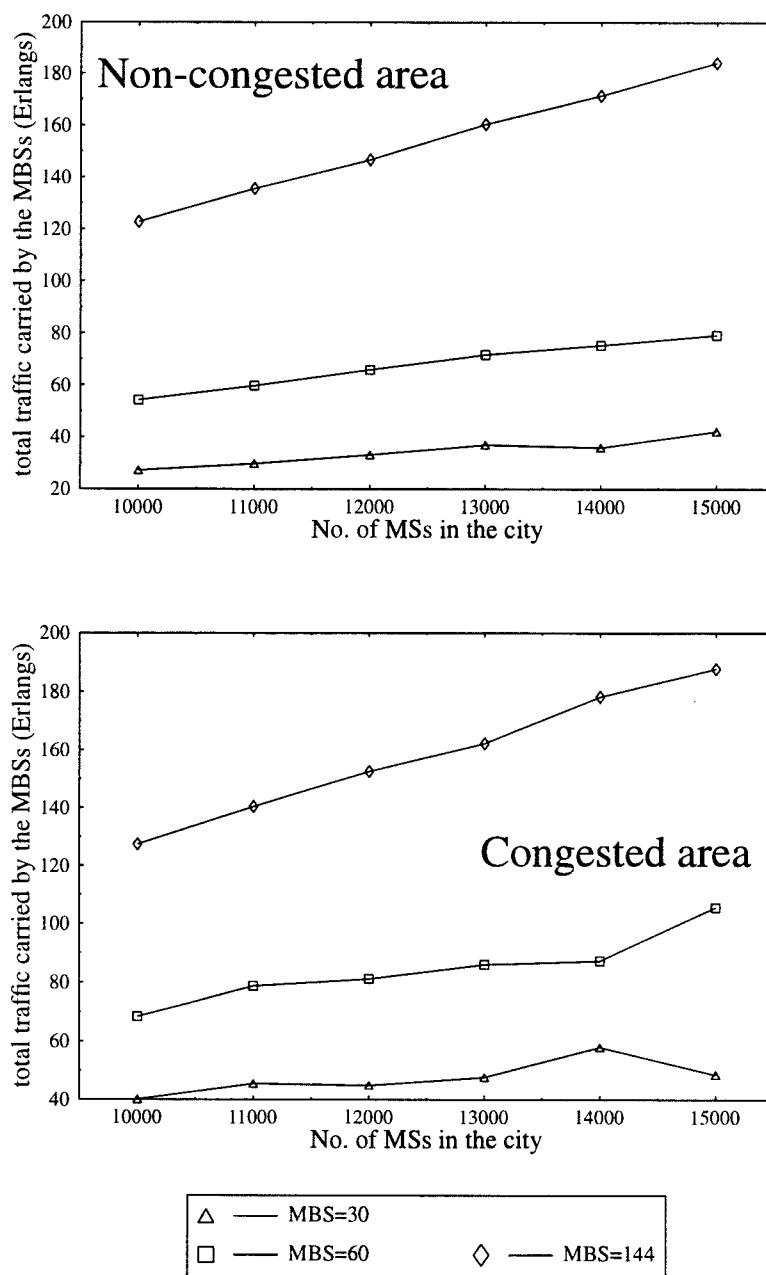 200
180
160
140
120
100
80
60
40
20
total traffic carried by the MBSs (Erlangs)
Non-congested area
10000 11000 12000 13000 14000 15000
No. of MSs in the city
200
180
160
140
120
100
80
60
40
total traffic carried by the MBSs (Erlangs)
Congested area
10000 11000 12000 13000 14000 15000
No. of MSs in the city
MBS=30
MBS=60 MBS=144